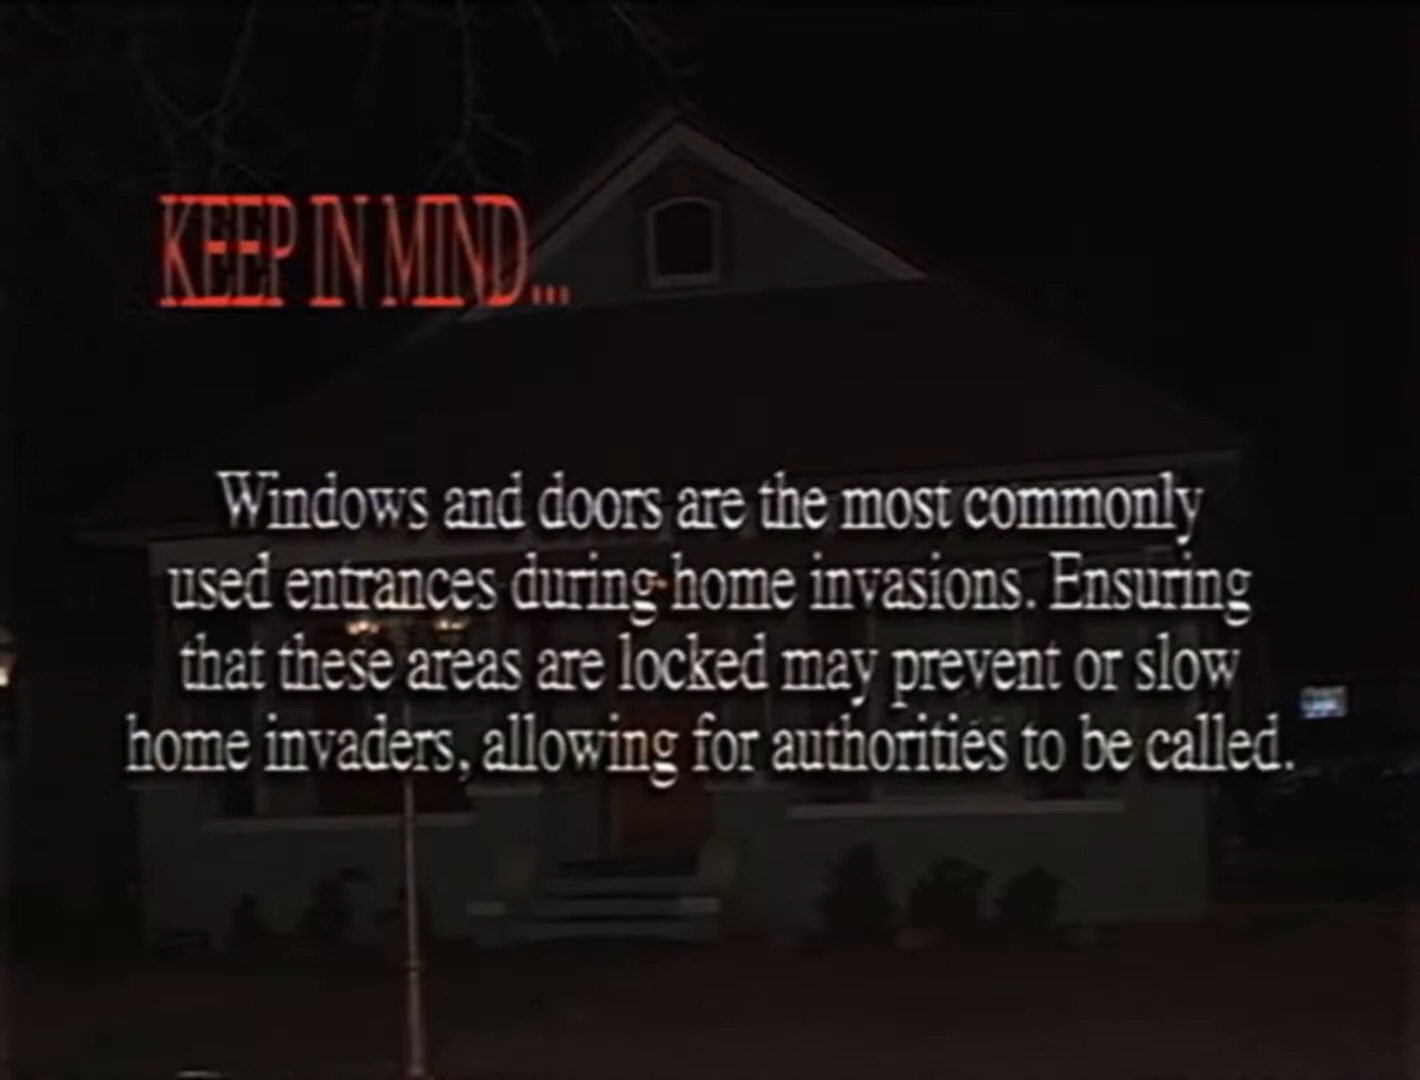 KEEP IN MIND...
Windows and doors are the most commonly
used entrances during home invasions. Ensuring
that these areas are locked may prevent or slow
home invaders, allowing for authorities to be called.